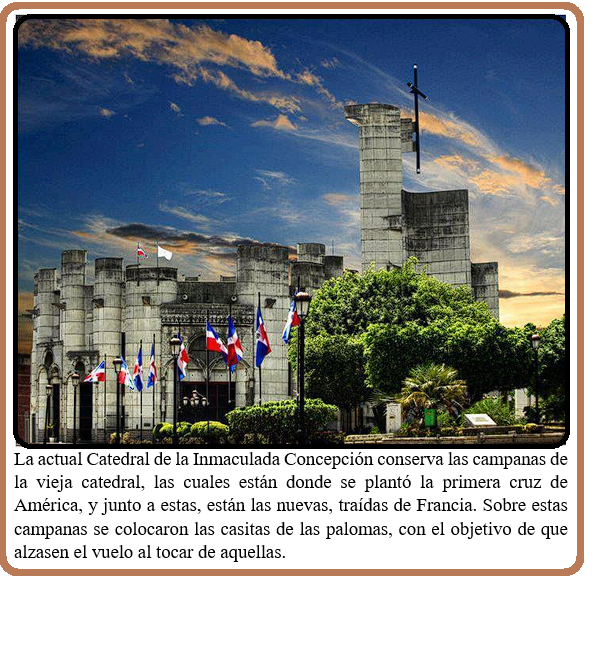 La actual Catedral de la Inmaculada Concepción conserva las campanas de
la vieja catedral, las cuales están donde se plantó la primera cruz de
América, y junto a estas, están las nuevas, traídas de Francia. Sobre estas
campanas se colocaron las casitas de las palomas, con el objetivo de que
alzasen el vuelo al tocar de aquellas.